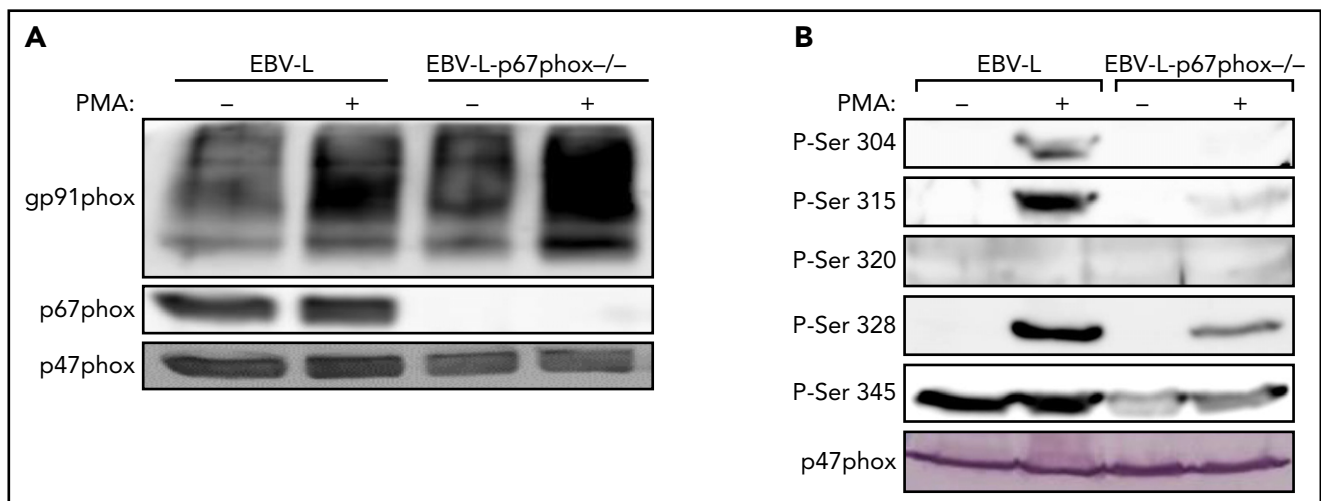 A
EBV-L EBV-L-p67phox–/–
PMA: – + – +
gp91phox
p67phox
p47phox
B
EBV-L EBV-L-p67phox–/–
PMA: – + – +
P-Ser 304
P-Ser 315
P-Ser 320
P-Ser 328
P-Ser 345
p47phox